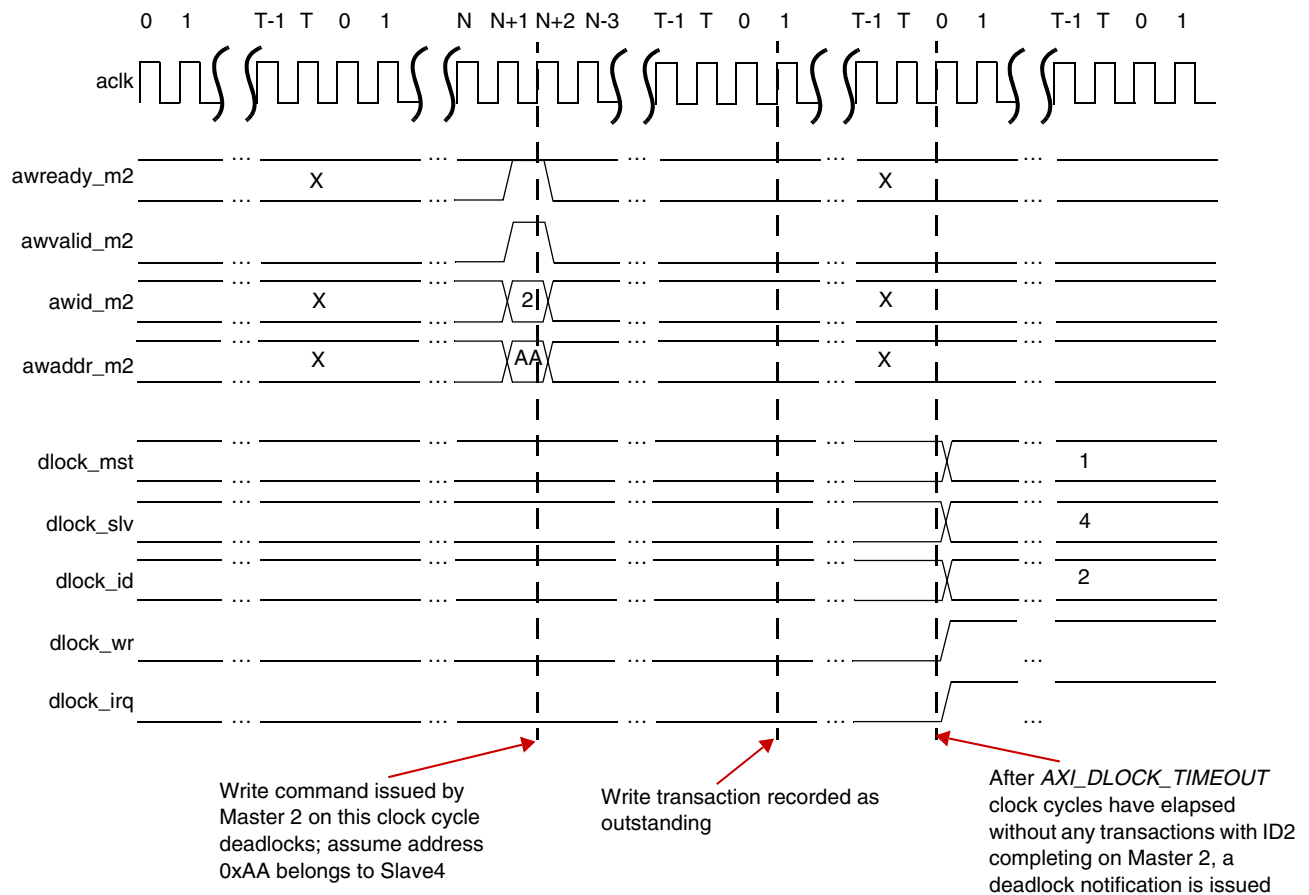 0 1 T-1 T 0 1 N N+1 N+2 N-3 T-1 T 0 1 T-1 T 0 1 T-1 T 0 1
aclk
... ... ... ... ...
awready_m2 X X
... ... ... ... ...
awvalid_m2
... ... ... ... ...
... ... ... ... ...
awid_m2 X 2 X
... ... ... ... ...
... ... ... ... ...
awaddr_m2 X AA X
... ... ... ... ...
... ... ... ... ...
dlock_mst 1
... ... ... ... ...
... ... ... ... ...
dlock_slv 4
... ... ... ... ...
... ... ... ... ...
dlock_id 2
... ... ... ... ...
dlock_wr
... ... ... ... ...
dlock_irq
... ... ... ... ...
Write command issued by
Master 2 on this clock cycle
deadlocks; assume address
0xAA belongs to Slave4
Write transaction recorded as
outstanding
After AXI_DLOCK_TIMEOUT
clock cycles have elapsed
without any transactions with ID2
completing on Master 2, a
deadlock notification is issued